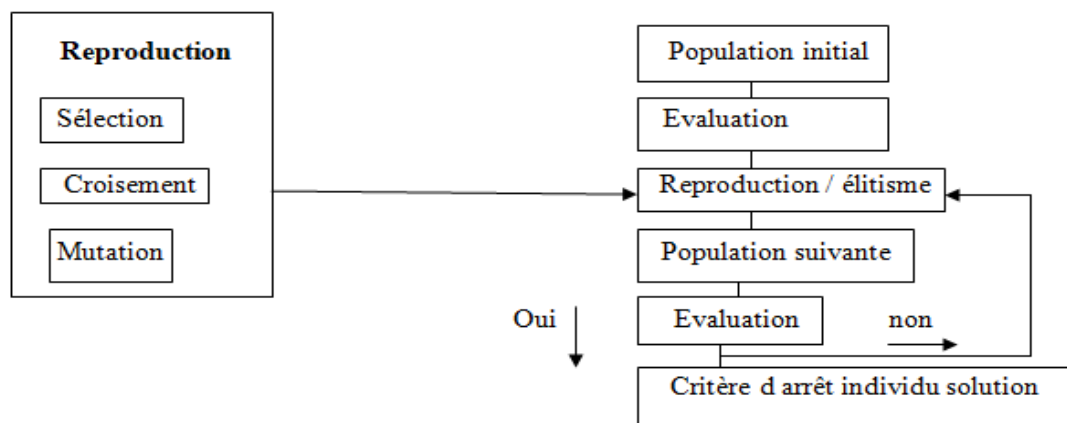 Reproduction
Sélection
Croisement
Mutation
Population initial
Evaluation
Reproduction / élitisme
Population suivante
Evaluation
Oui
non
Critère d arrêt individu solution